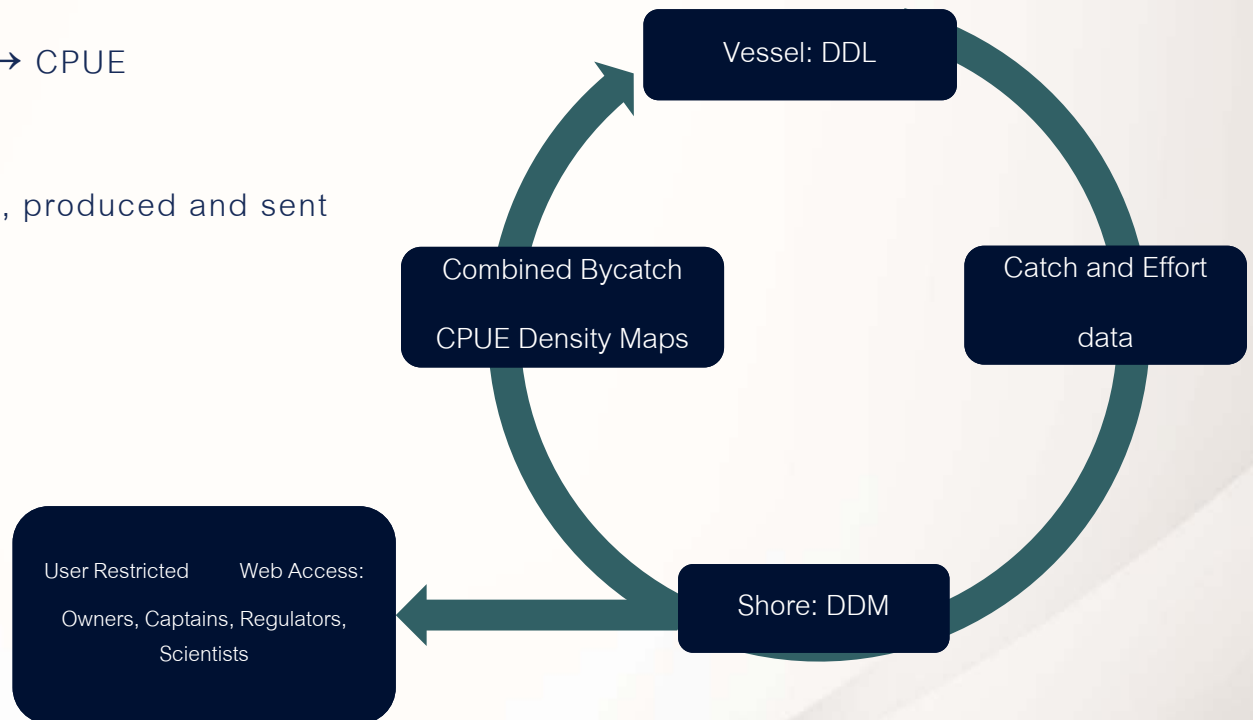 → CPUE
, produced and sent
Vessel: DDL
Catch and Effort
data
Combined Bycatch
CPUE Density Maps
Shore: DDM
User Restricted Web Access:
Owners, Captains, Regulators,
Scientists